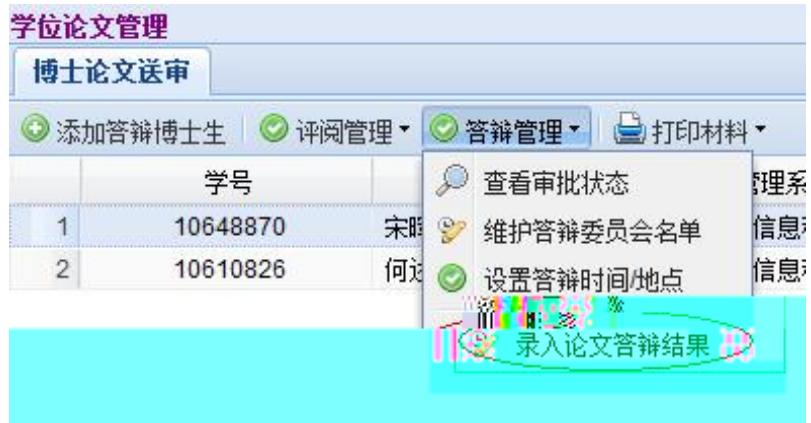 学位论文管理
博士论文送审
添加答辩博士生 评阅管理 答辩管理 打印材料
学号
查看审批状态
管理系
1 10648870 宋
维护答辩委员会名单
信息
2 10610826 何
设置答辩时间/地点
信息
录入论文答辩结果